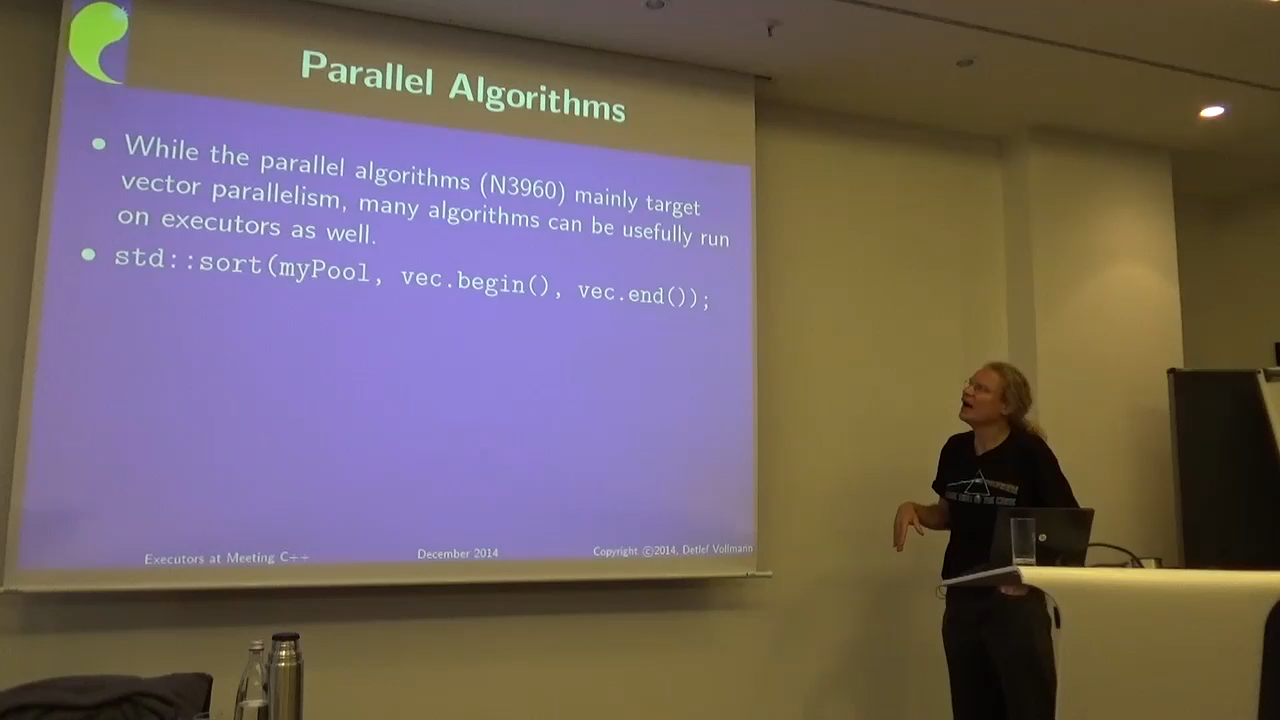 Parallel Algorithms
• While the parallel algorithms (N3960) mainly target
vector parallelism, many algorithms can be usefully run
on executors as well.
• std::sort(myPool, vec.begin(), vec.end());
Executors at Meeting C++
December 2014
Copyright ©2014, Detlef Vollmann